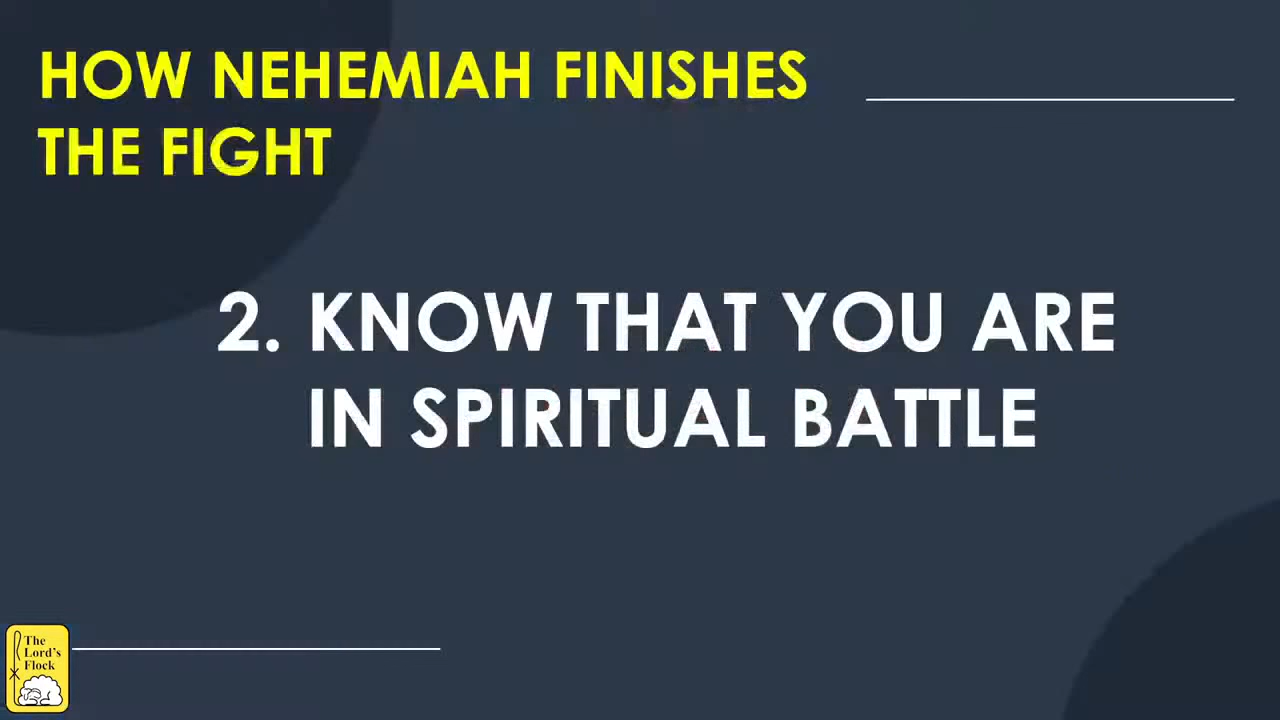 HOW NEHEMIAH FINISHES
THE FIGHT
2. KNOW THAT YOU ARE
IN SPIRITUAL BATTLE
The
Lord's
Flock